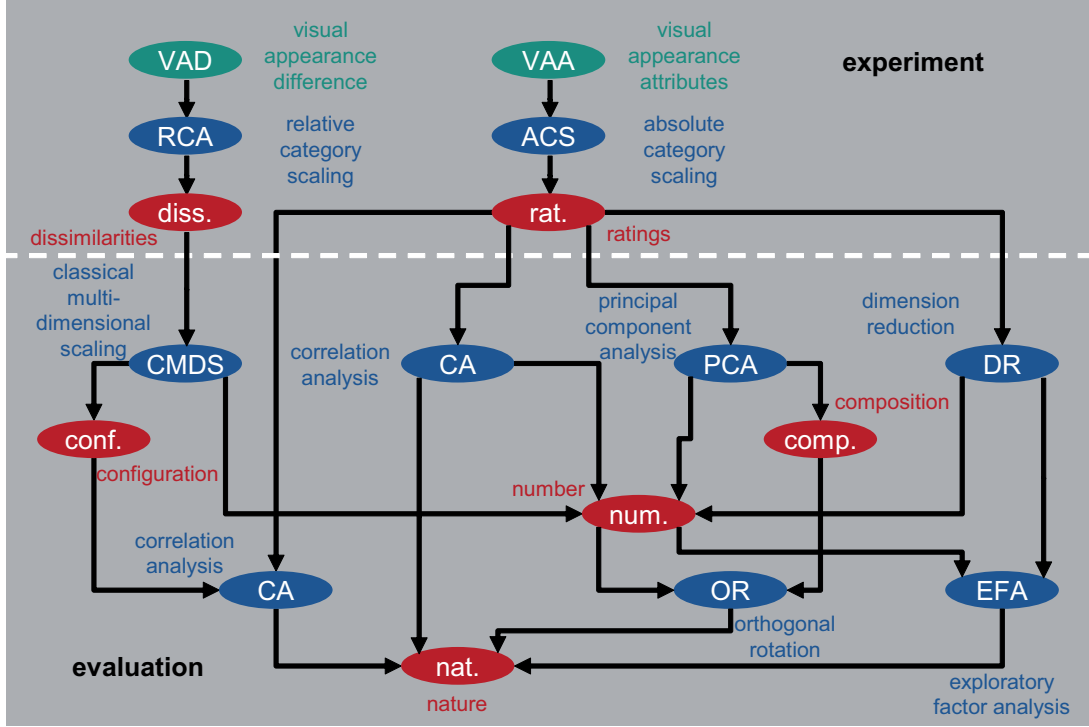 VAD
visual
appearance
difference
VAA
visual
appearance
attributes
experiment
RCA
relative
category
scaling
ACS
absolute
category
scaling
diss.
dissimilarities
rat.
ratings
classical
multi-
dimensional
scaling
CMDS
correlation
analysis
CA
principal
component
analysis
PCA
dimension
reduction
DR
conf.
configuration
composition
comp.
number
num.
correlation
analysis
CA
OR
orthogonal
rotation
EFA
exploratory
factor analysis
evaluation
nat.
nature